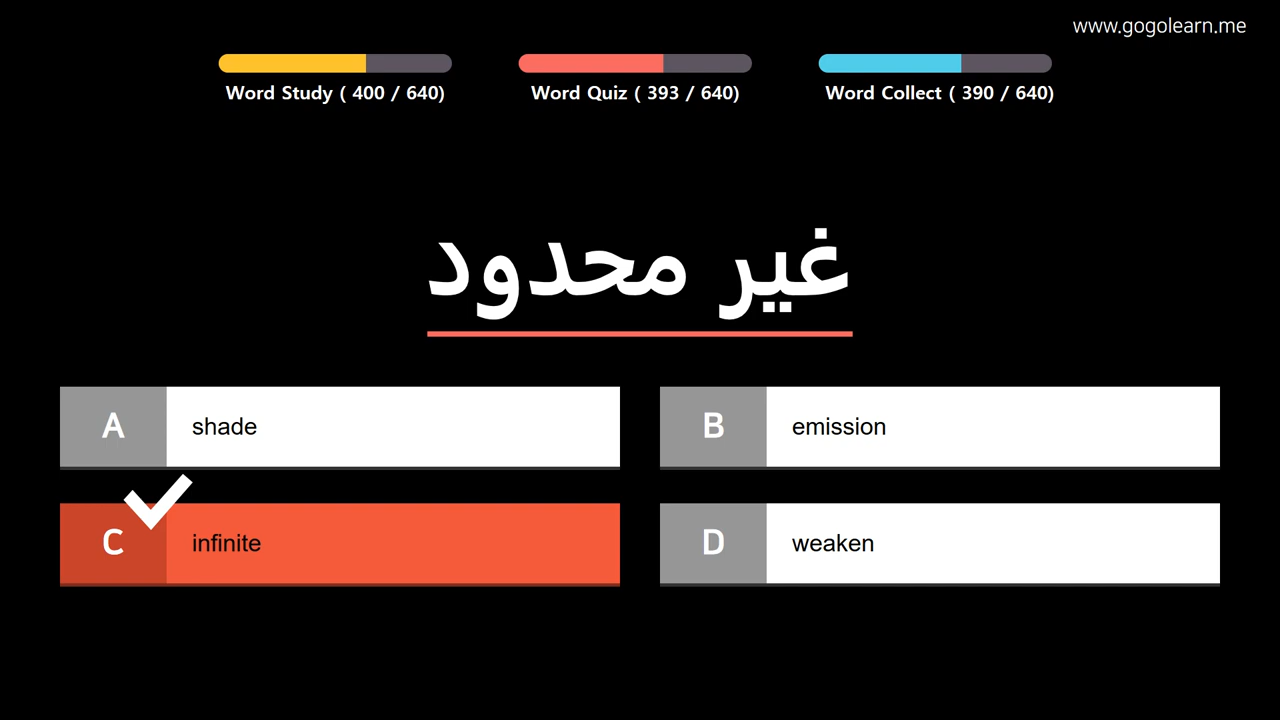 www.gogolearn.me
Word Study ( 400 / 640)
Word Quiz ( 393 / 640)
Word Collect ( 390 / 640)
غير محدود
A shade
B emission
C infinite
D weaken